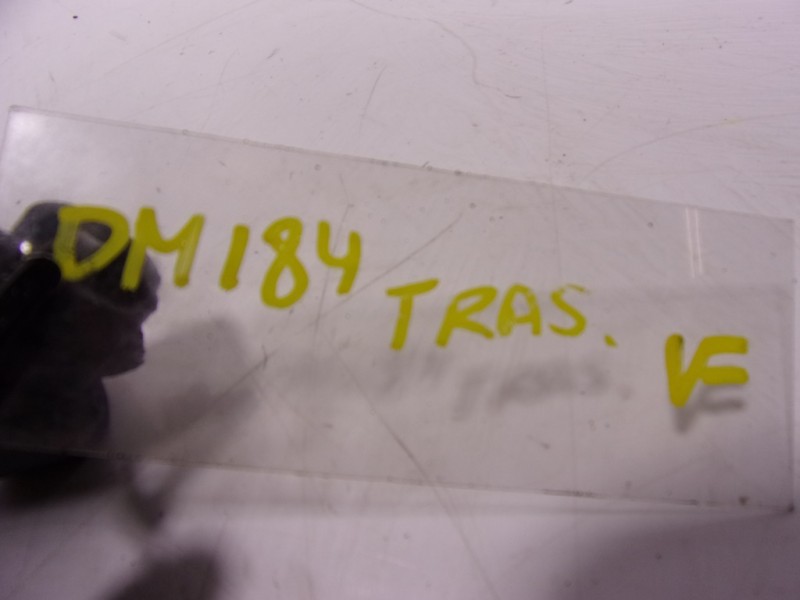 DM184 TRAS. VF